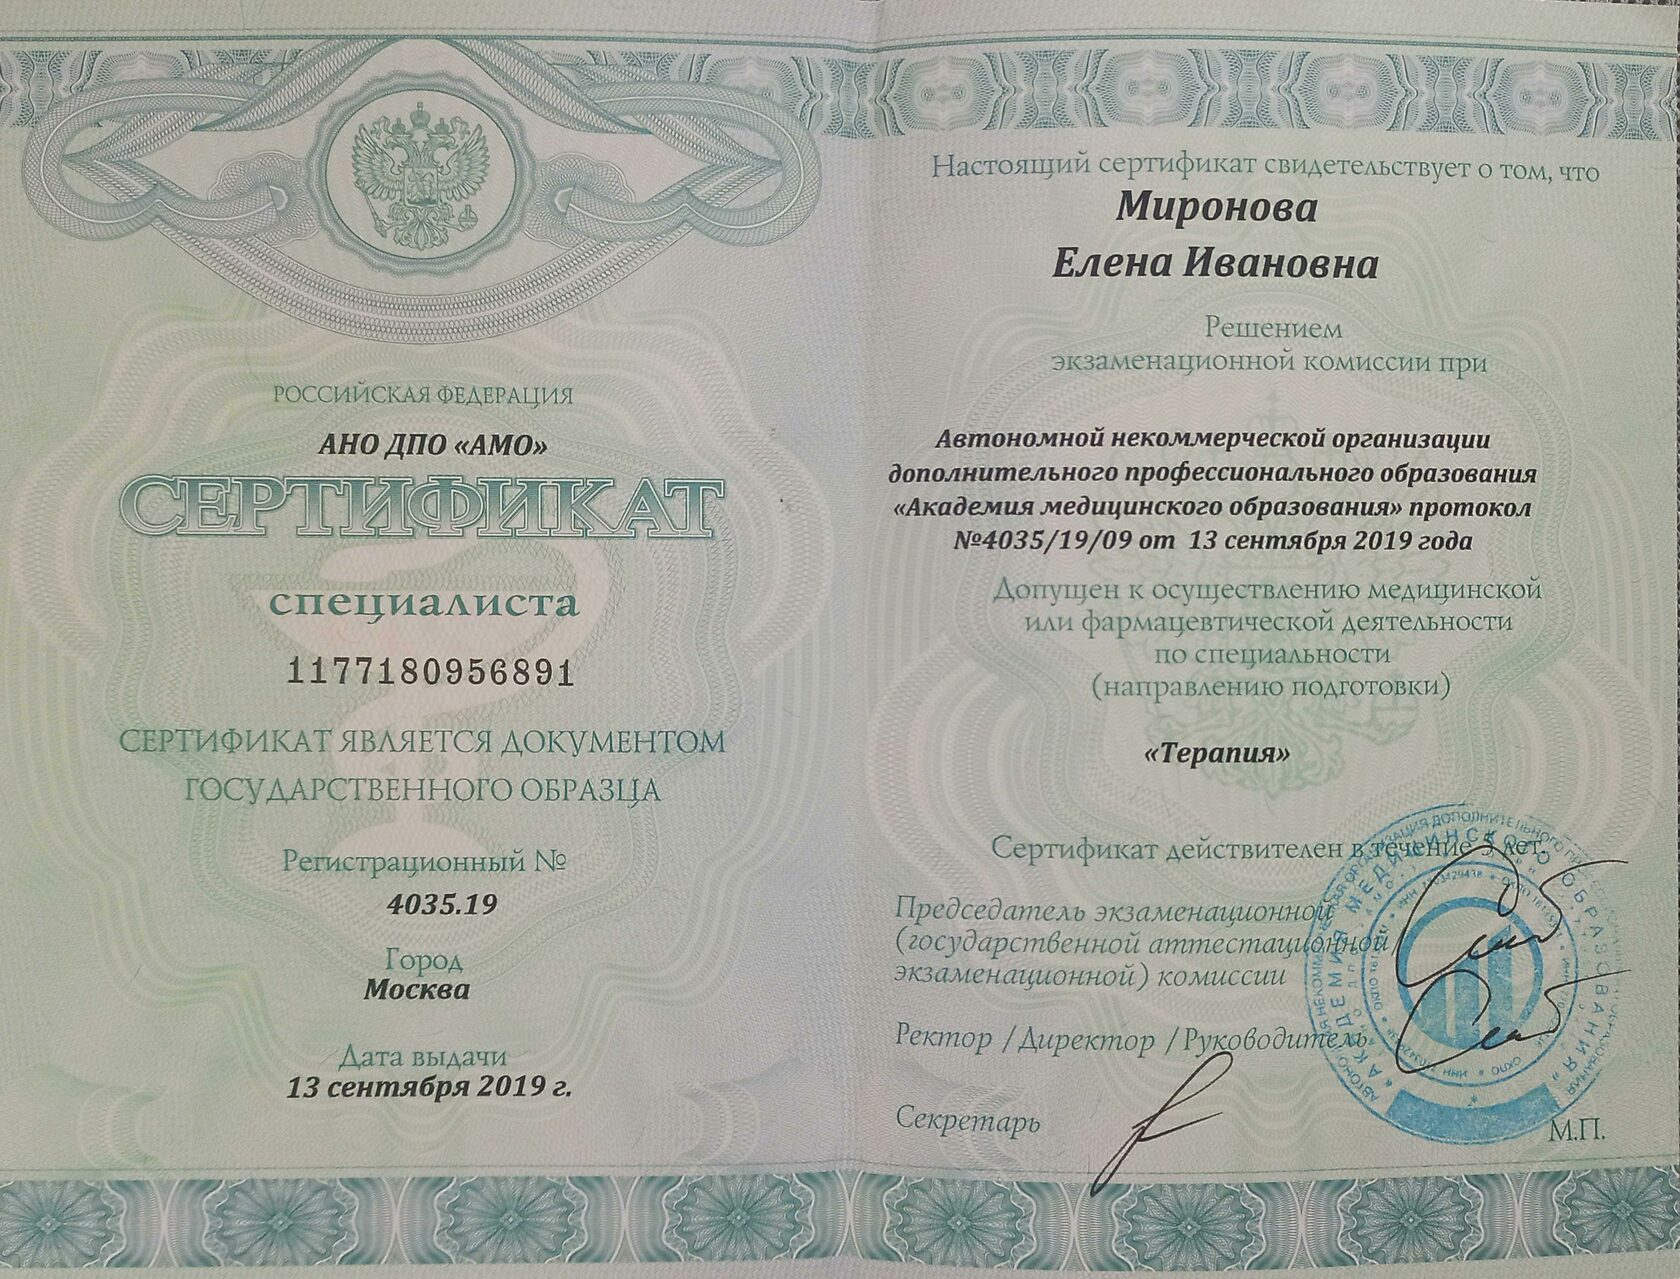 РОССИЙСКАЯ ФЕДЕРАЦИЯ
АНО ДПО «АМО»
СЕРТИФИКАТ
специалиста
1177180956891
СЕРТИФИКАТ ЯВЛЯЕТСЯ ДОКУМЕНТОМ
ГОСУДАРСТВЕННОГО ОБРАЗЦА
Регистрационный №
4035.19
Город
Москва
Дата выдачи
13 сентября 2019 г.
Настоящий сертификат свидетельствует о том, что
Миронова
Елена Ивановна
Решением
экзаменационной комиссии при
Автономной некоммерческой организации
дополнительного профессионального образования
«Академия медицинского образования» протокол
№4035/19/09 от 13 сентября 2019 года
Допущен к осуществлению медицинской
или фармацевтической деятельности
по специальности
(направлению подготовки)
«Терапия»
Сертификат действителен в течение 5 лет.
Председатель экзаменационной
(государственной аттестационной
экзаменационной) комиссии
Ректор /Директор /Руководитель
Секретарь
М.П.
«АКАДЕМИЯ МЕДИЦИНСКОГО ОБРАЗОВАНИЯ»